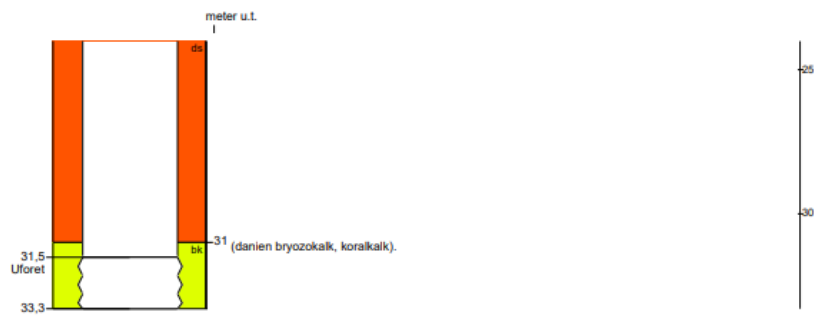 meter u.t.
ds
25
30
31 (danien bryozokalk, koralkalk).
bk
31,5
Uforet
33,3